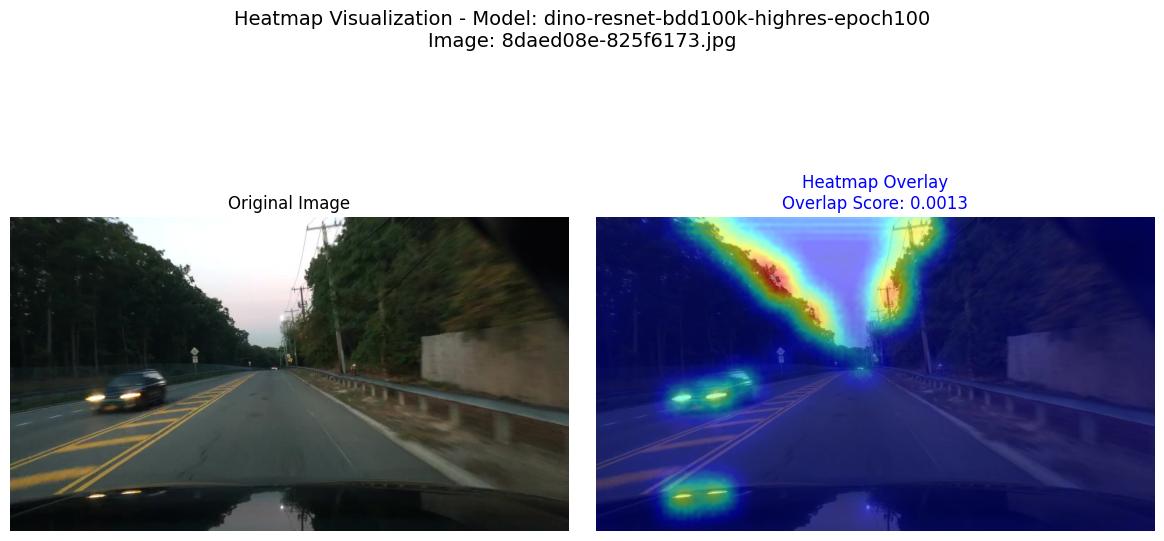 Heatmap Visualization - Model: dino-resnet-bdd100k-highres-epoch100
Image: 8daed08e-825f6173.jpg
Original Image
Heatmap Overlay
Overlap Score: 0.0013